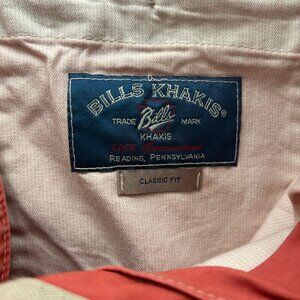 BILLS KHAKIS®
TRADE Bills MARK
KHAKIS
READING, PENNSYLVANIA
CLASSIC FIT